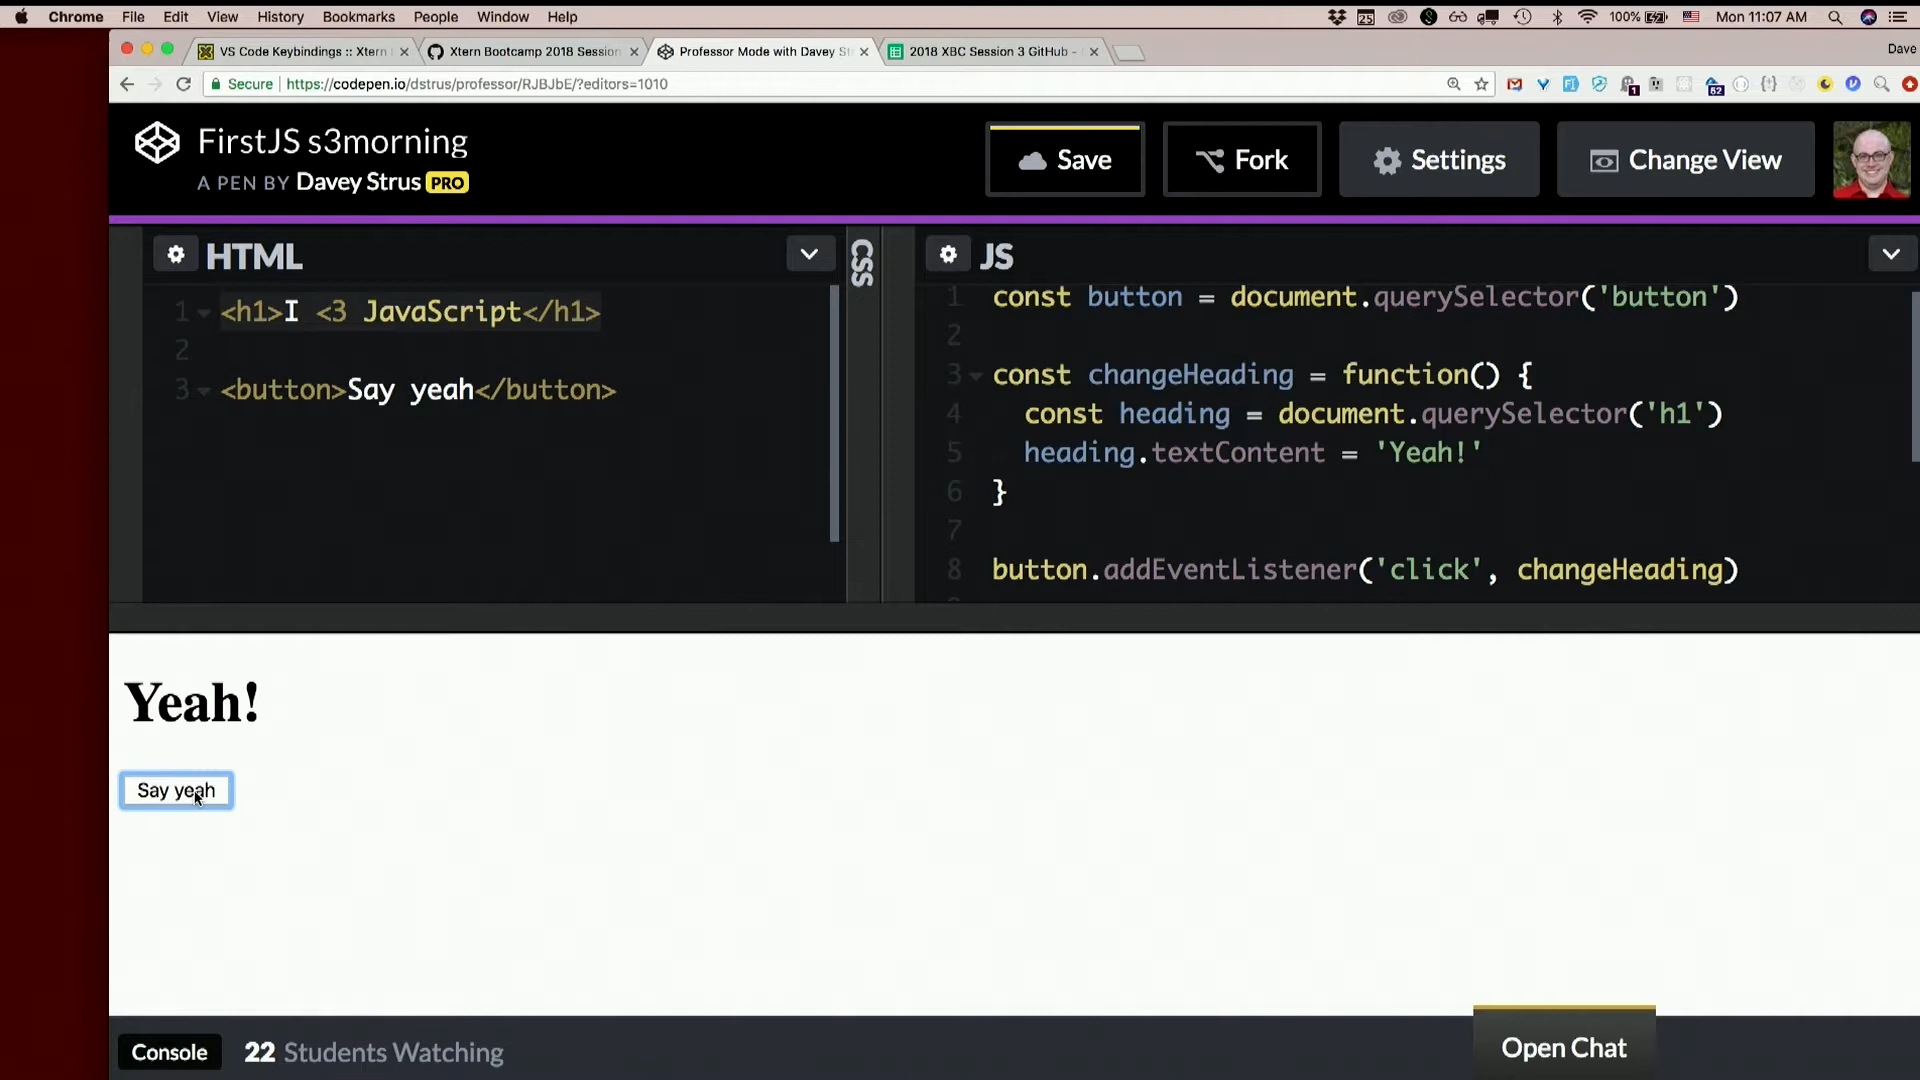 Chrome File Edit View History Bookmarks People Window Help 25 100% Mon 11:07 AM
VS Code Keybindings :: Xtern Xtern Bootcamp 2018 Session Professor Mode with Davey St 2018 XBC Session 3 GitHub - Dave
Secure https://codepen.io/dstrus/professor/RJBJbE/?editors=1010 1 62
FirstJS s3morning
A PEN BY Davey Strus PRO
Save Fork Settings Change View
HTML
1 <h1>I <3 JavaScript</h1>
2
3 <button>Say yeah</button>
CSS
JS
1 const button = document.querySelector('button')
2
3 const changeHeading = function() {
4 const heading = document.querySelector('h1')
5 heading.textContent = 'Yeah!'
6 }
7
8 button.addEventListener('click', changeHeading)
Yeah!
Say yeah
Console 22 Students Watching Open Chat